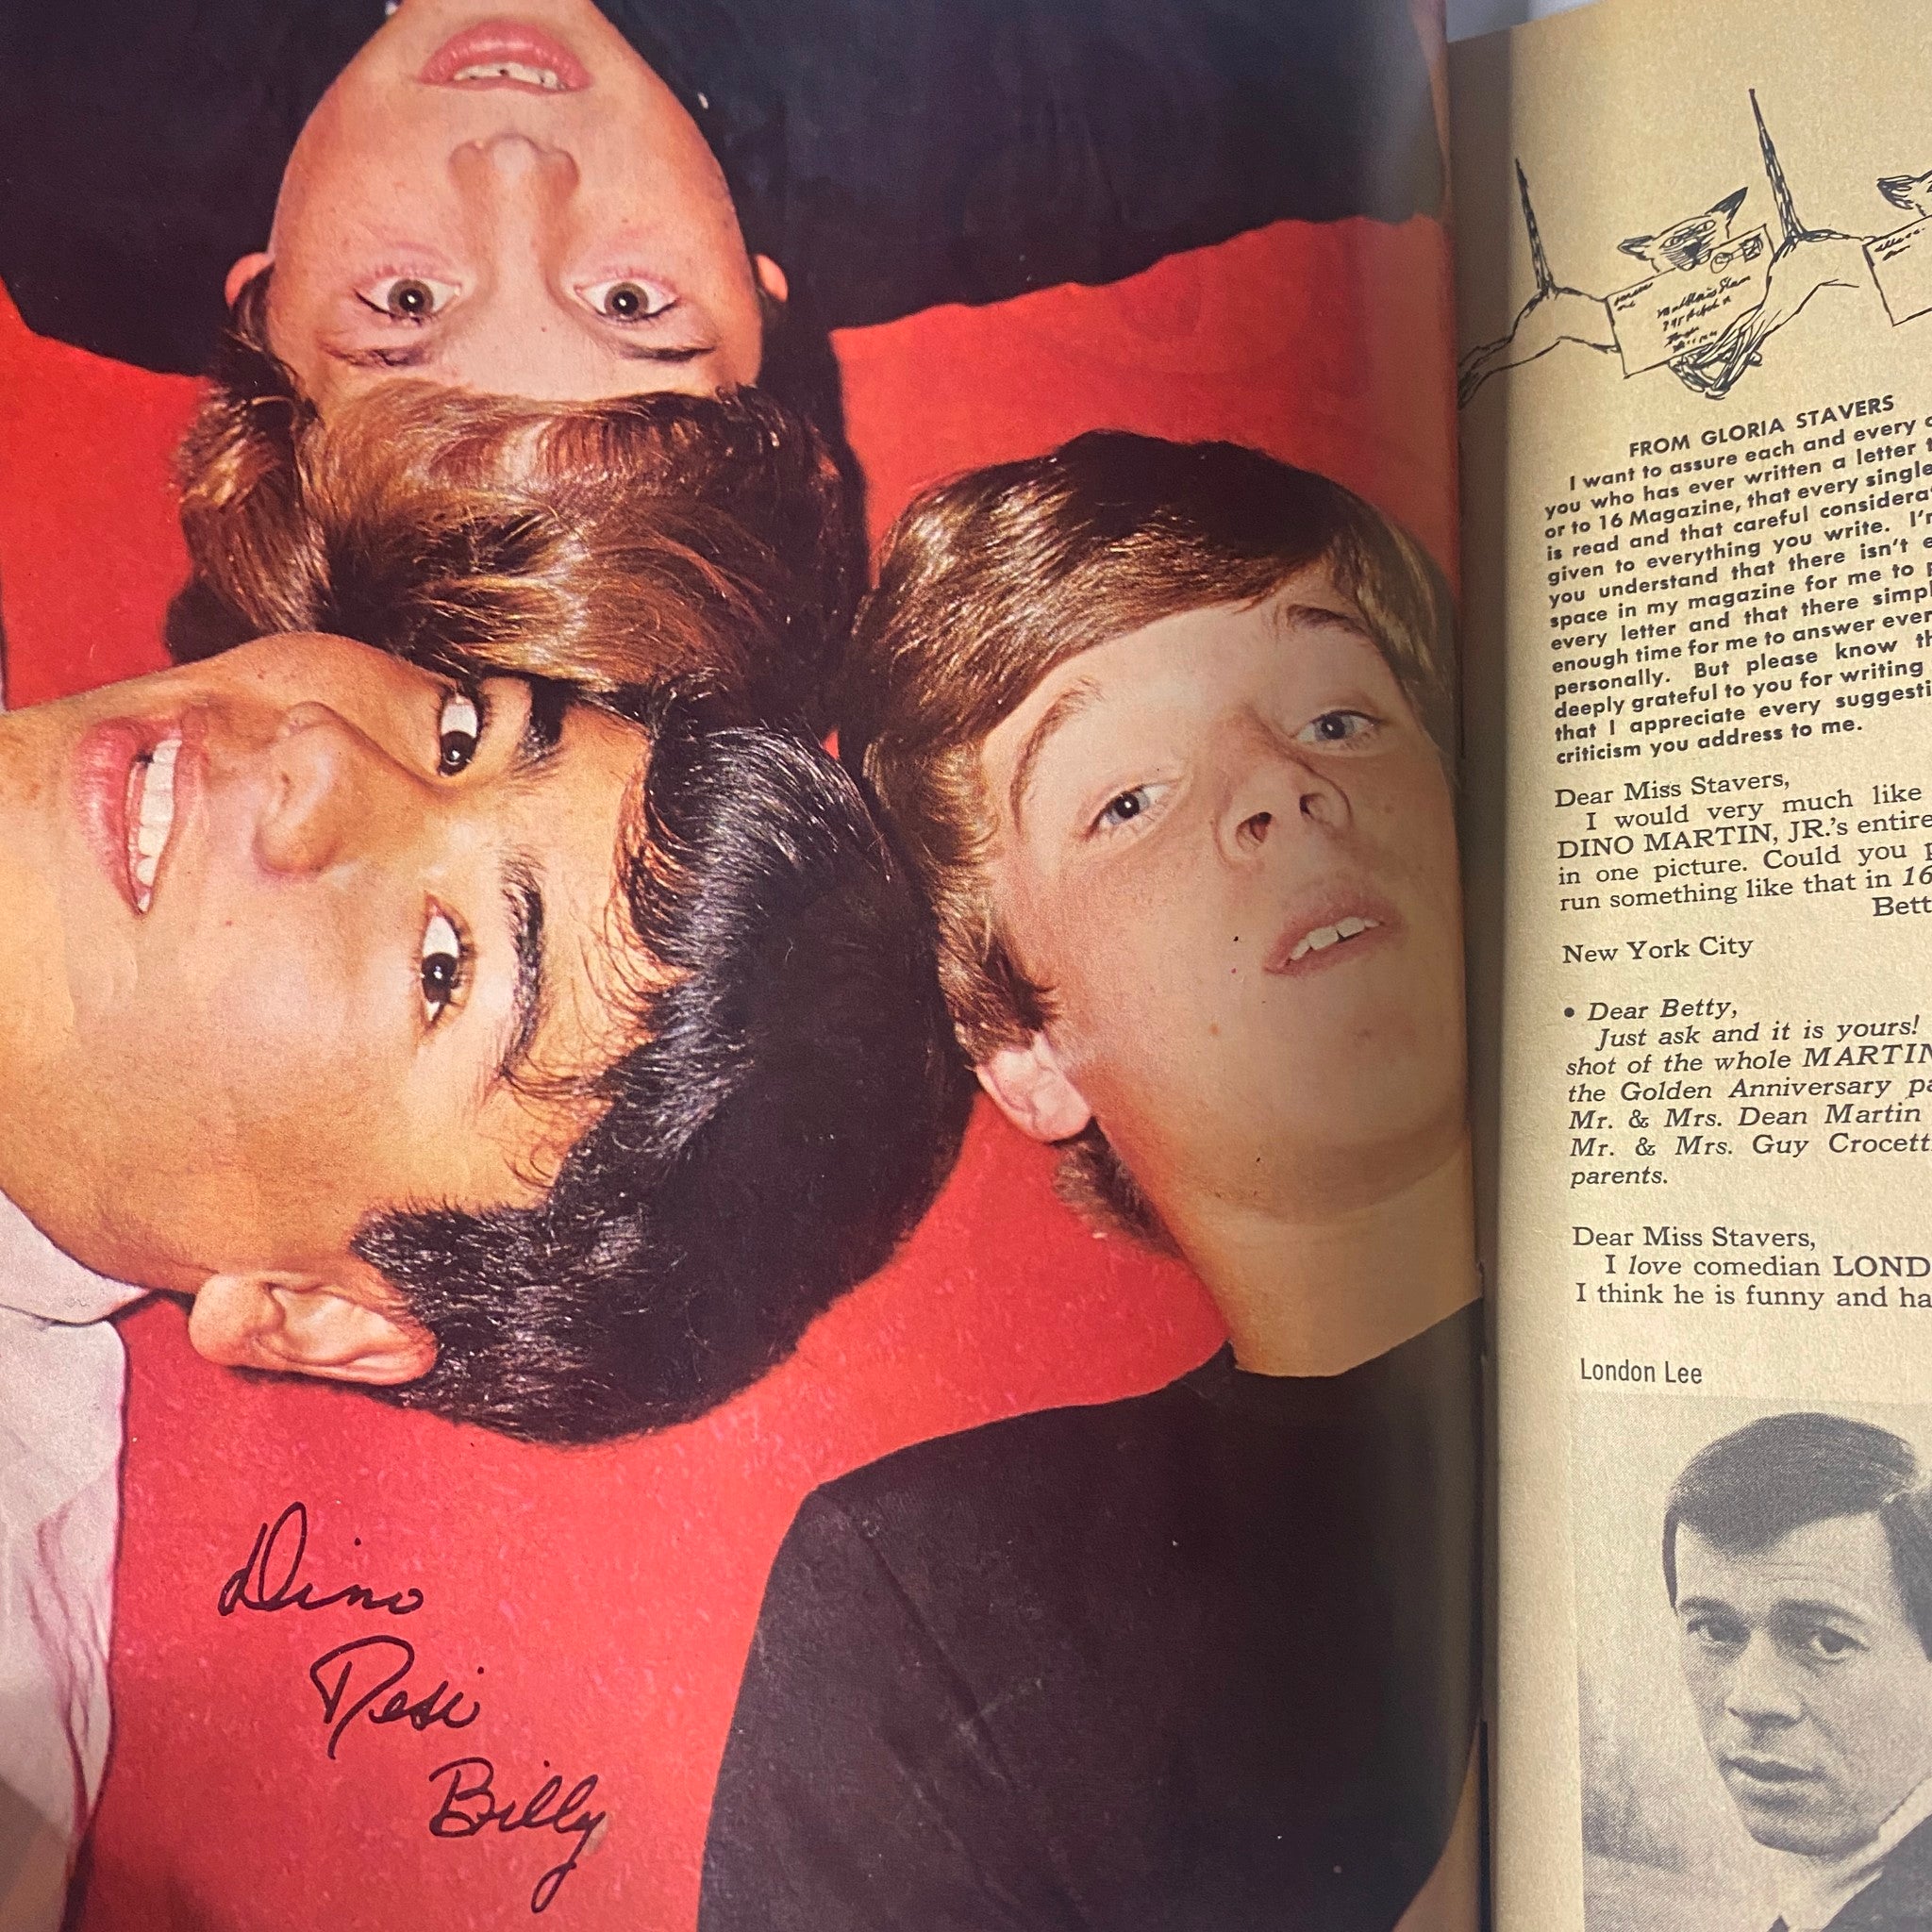 Dino
Desi
Billy
FROM GLORIA STAVERS
I want to assure each and every
you who has ever written a letter
or to 16 Magazine, that every single
is read and that careful
given to everything you write.
you understand that there isn't
space in my magazine for me to
every letter and that there
enough time for me to answer
personally. But please know
deeply grateful to you for writing
that I appreciate every
criticism you address to me.
Dear Miss Stavers,
I would very much like
DINO MARTIN, JR.'s entire
in one picture. Could you
run something like that in 16
New York City
• Dear Betty,
Just ask and it is yours!
shot of the whole MARTIN
the Golden Anniversary
Mr. & Mrs. Dean Martin
Mr. & Mrs. Guy
parents.
Dear Miss Stavers,
I love comedian
I think he is funny and
London Lee